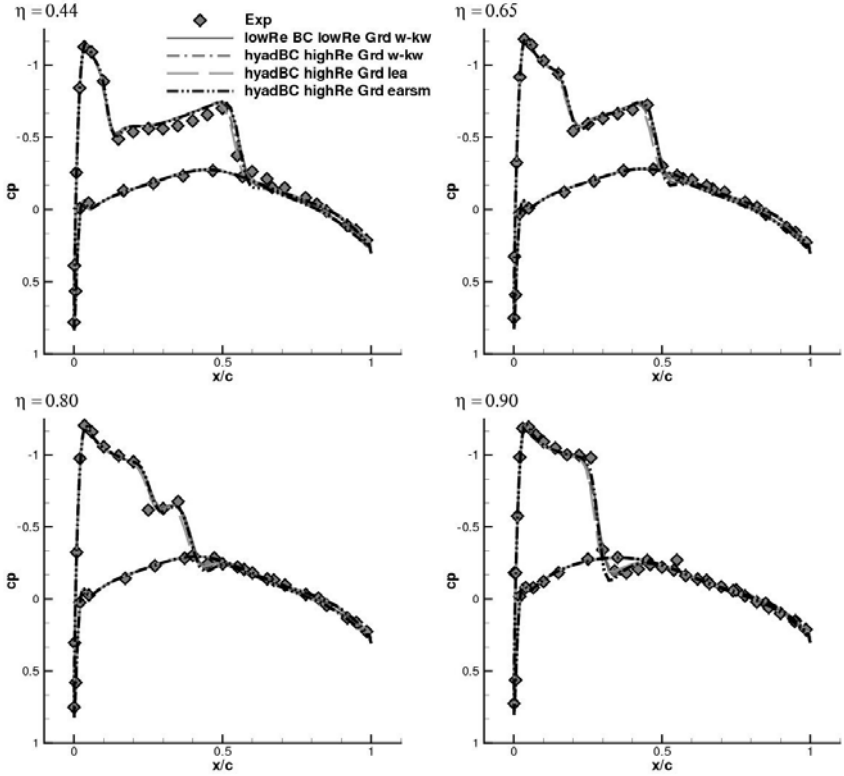 η = 0.44
Exp
lowRe BC lowRe Grd w-kw
hyadBC highRe Grd w-kw
hyadBC highRe Grd lea
hyadBC highRe Grd earsm
-1
-0.5
cp
0
0.5
1
0
0.5
1
x/c
η = 0.65
-1
-0.5
cp
0
0.5
1
0
0.5
1
x/c
η = 0.80
-1
-0.5
cp
0
0.5
1
0
0.5
1
x/c
η = 0.90
-1
-0.5
cp
0
0.5
1
0
0.5
1
x/c